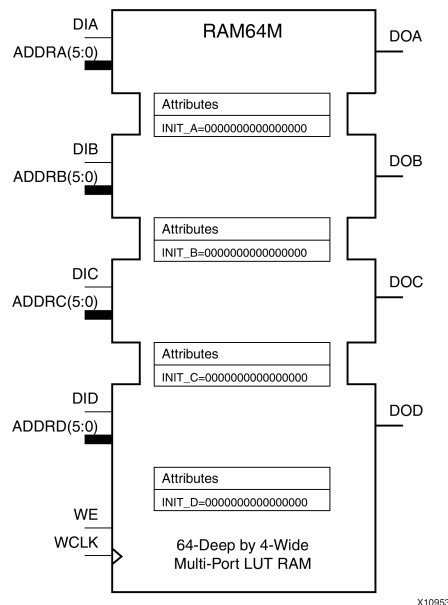 RAM64M
DIA
DOA
ADDRA(5:0)
Attributes
INIT_A=0000000000000000
DIB
DOB
ADDRB(5:0)
Attributes
INIT_B=0000000000000000
DIC
DOC
ADDRC(5:0)
Attributes
INIT_C=0000000000000000
DID
DOD
ADDRD(5:0)
Attributes
INIT_D=0000000000000000
WE
WCLK
64-Deep by 4-Wide
Multi-Port LUT RAM
X10953